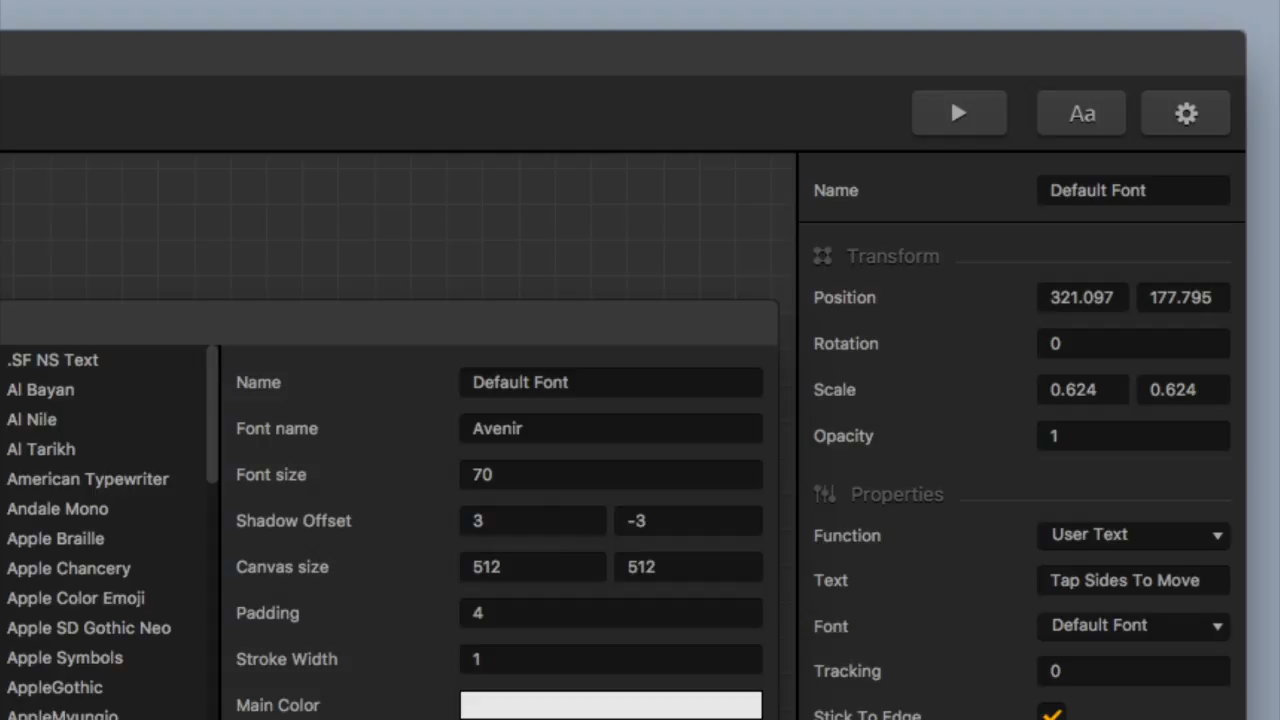 Aa
Name Default Font
Transform
Position 321.097 177.795
Rotation 0
Scale 0.624 0.624
Opacity 1
Properties
Function User Text
Text Tap Sides To Move
Font Default Font
Tracking 0
Stick To Edge
.SF NS Text
Al Bayan
Al Nile
Al Tarikh
American Typewriter
Andale Mono
Apple Braille
Apple Chancery
Apple Color Emoji
Apple SD Gothic Neo
Apple Symbols
AppleGothic
AppleMyungjo
Name Default Font
Font name Avenir
Font size 70
Shadow Offset 3 -3
Canvas size 512 512
Padding 4
Stroke Width 1
Main Color